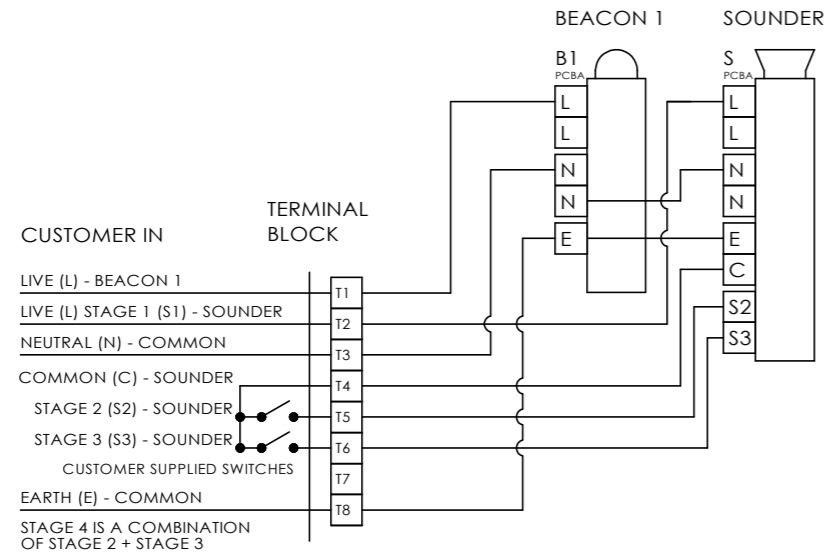 BEACON 1
SOUNDER
B1
PCBA
L
L
N
N
E
S
PCBA
L
L
N
N
E
C
S2
S3
TERMINAL
BLOCK
CUSTOMER IN
LIVE (L) - BEACON 1
T1
LIVE (L) STAGE 1 (S1) - SOUNDER
T2
NEUTRAL (N) - COMMON
T3
COMMON (C) - SOUNDER
T4
STAGE 2 (S2) - SOUNDER
T5
STAGE 3 (S3) - SOUNDER
T6
CUSTOMER SUPPLIED SWITCHES
T7
EARTH (E) - COMMON
T8
STAGE 4 IS A COMBINATION
OF STAGE 2 + STAGE 3